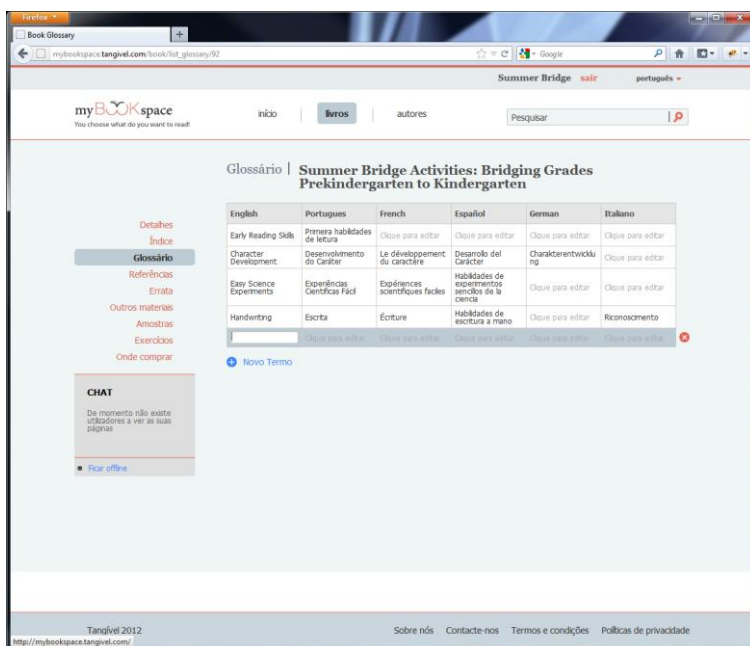 Firefox
Book Glossary
mybookspace.tangivel.com/book/list_glossary/92
Google
Summer Bridge sair português
myBOOKspace
You choose what do you want to read!
início livros autores
Pesquisar
Glossário | Summer Bridge Activities: Bridging Grades
Prekindergarten to Kindergarten
Detalhes
Índice
Glossário
Referências
Errata
Outros materiais
Amostras
Exercícios
Onde comprar
English Portugues French Español German Italiano
Early Reading Skills Primera habilidades Clique para editar Clique para editar Clique para editar Clique para editar
de leitura
Character Desenvolvimento Le développement Desarrollo del Charakterentwicklu Clique para editar
Development do Caráter du caractère Carácter ng
Habilidades de
Easy Science Experiências Expériences experimentos Clique para editar Clique para editar
Experiments Científicas Fácil scientifiques faciles sencillos de la
ciencia
Handwriting Escrita Écriture Habilidades de Clique para editar Riconoscimento
escritura a mano
Clique para editar Clique para editar Clique para editar Clique para editar Clique para editar
Novo Termo
CHAT
De momento não existe
utilizadores a ver as suas
páginas
Ficar offline
Tangível 2012 Sobre nós Contacte-nos Termos e condições Políticas de privacidade
http://mybookspace.tangivel.com/